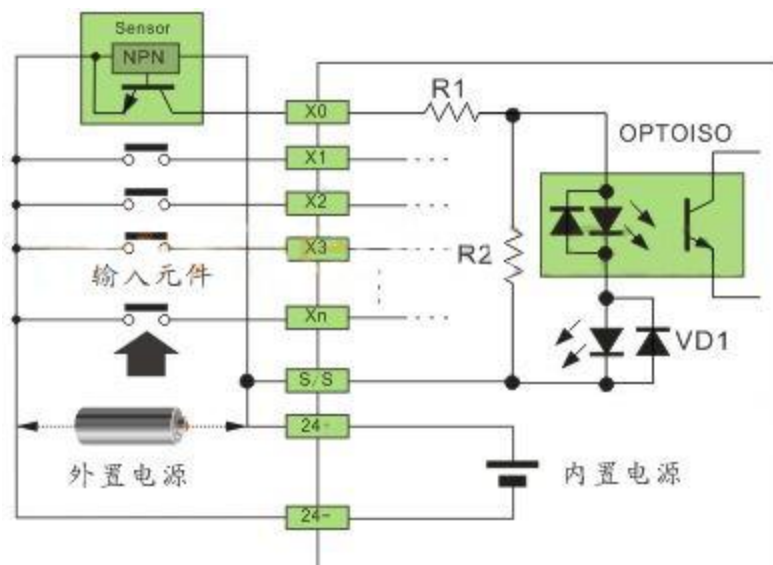 Sensor
NPN
X0
R1
OPTOISO
X1
X2
X3
R2
输入元件
Xn
VD1
S/S
24-
外置电源
内置电源
24-